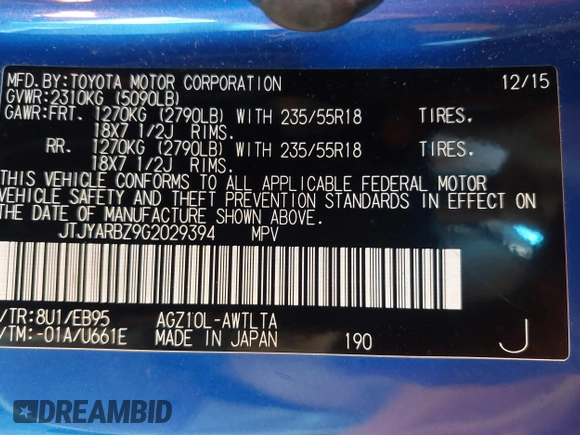 MFD.BY:TOYOTA MOTOR CORPORATION 12/15
GVWR:2310KG (5090LB)
GAWR:FRT. 1270KG (2790LB) WITH 235/55R18 TIRES,
18X7 1/2J RIMS.
RR. 1270KG (2790LB) WITH 235/55R18 TIRES,
18X7 1/2J RIMS.
THIS VEHICLE CONFORMS TO ALL APPLICABLE FEDERAL MOTOR
VEHICLE SAFETY AND THEFT PREVENTION STANDARDS IN EFFECT ON
THE DATE OF MANUFACTURE SHOWN ABOVE.
JTJYARBZ9G2029394 MPV
/TR:8U1/EB95 AGZ10L-AWTLTA
/TM:-01A/U661E MADE IN JAPAN 190 J
DREAMBID